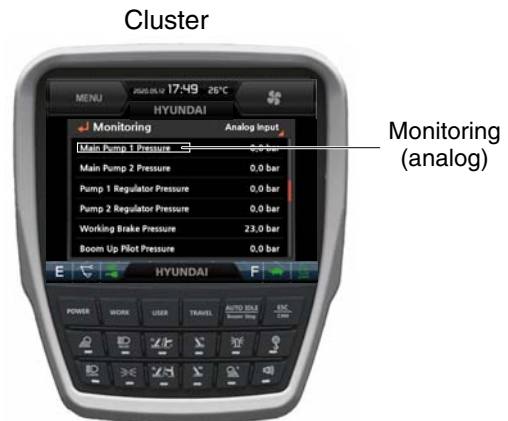 Cluster
MENU 2020.05.12 17:49 26°C
HYUNDAI
Monitoring Analog Input
Main Pump 1 Pressure 0,0 bar
Main Pump 2 Pressure 0,0 bar
Pump 1 Regulator Pressure 0,0 bar
Pump 2 Regulator Pressure 0,0 bar
Working Brake Pressure 23,0 bar
Boom Up Pilot Pressure 0,0 bar
Monitoring
(analog)
E HYUNDAI F
POWER WORK USER TRAVEL AUTO IDLE ESC